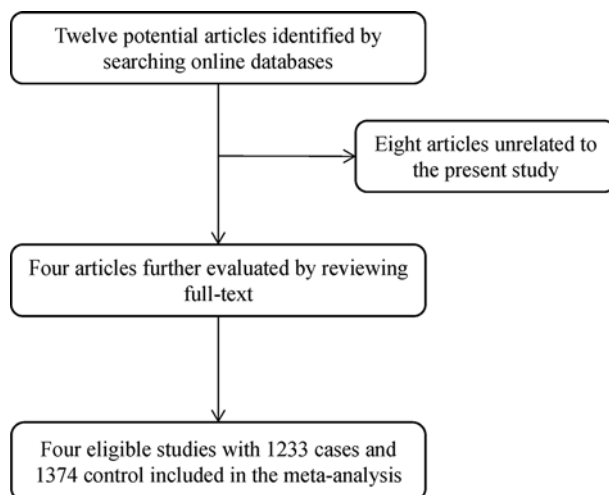 Twelve potential articles identified by
searching online databases
Eight articles unrelated to
the present study
Four articles further evaluated by reviewing
full-text
Four eligible studies with 1233 cases and
1374 control included in the meta-analysis